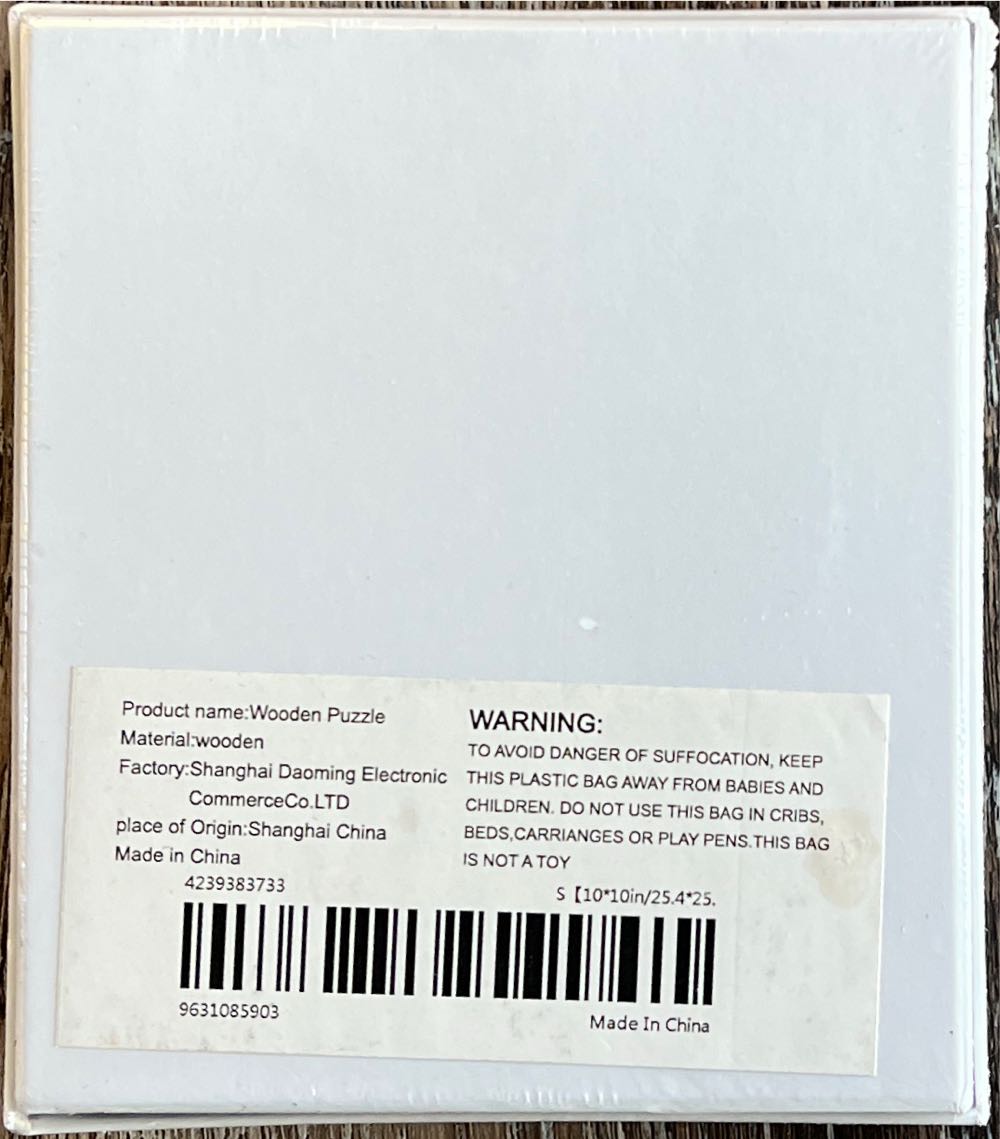 Product name:Wooden Puzzle
Material:wooden
Factory:Shanghai Daoming Electronic
CommerceCo.LTD
place of Origin:Shanghai China
Made in China
WARNING:
TO AVOID DANGER OF SUFFOCATION, KEEP
THIS PLASTIC BAG AWAY FROM BABIES AND
CHILDREN. DO NOT USE THIS BAG IN CRIBS,
BEDS,CARRIANGES OR PLAY PENS.THIS BAG
IS NOT A TOY
4239383733
S【10*10in/25.4*25.
9631085903
Made In China